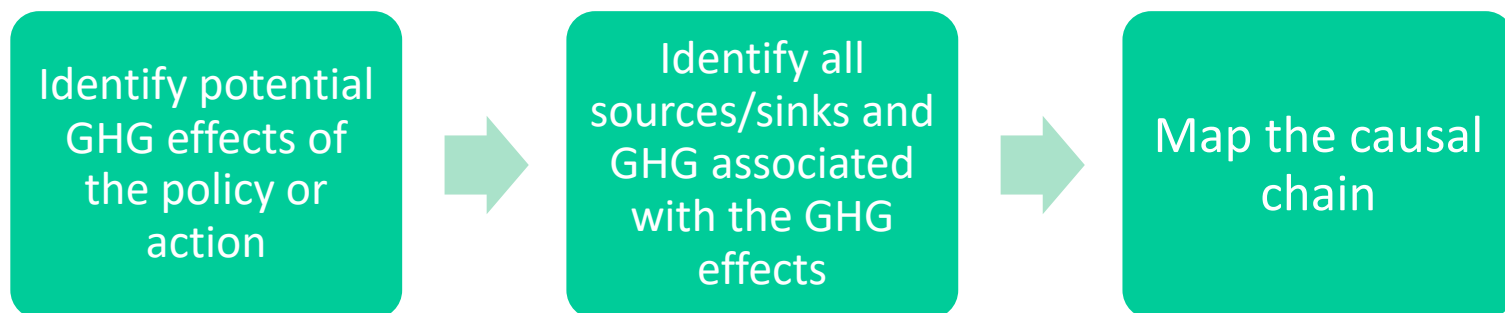 Identify potential
GHG effects of
the policy or
action
Identify all
sources/sinks and
GHG associated
with the GHG
effects
Map the causal
chain